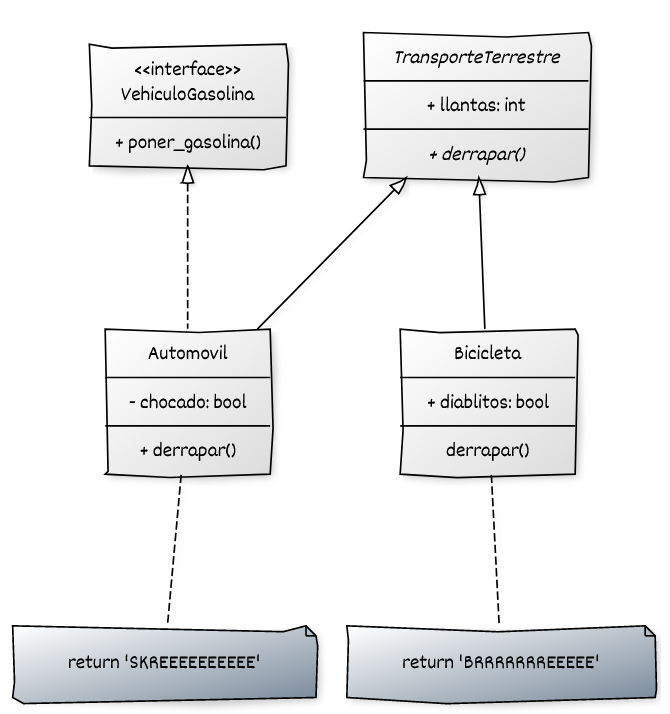 <<interface>>
VehiculoGasolina
+ poner_gasolina()
TransporteTerrestre
+ llantas: int
+ derrapar()
Automovil
- chocado: bool
+ derrapar()
Bicicleta
+ diablitos: bool
derrapar()
return 'SKREEEEEEEEEE'
return 'BRRRRRRREEEEE'